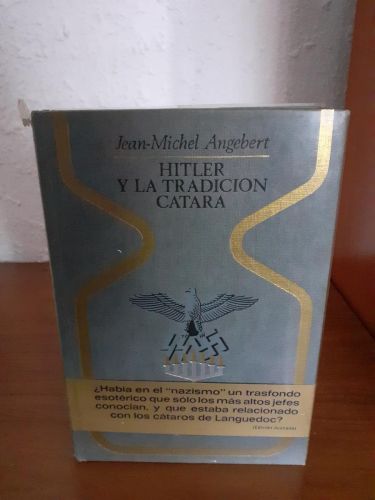 Jean-Michel Angebert
HITLER
Y LA TRADICION
CATARA
¿Había en el "nazismo" un trasfondo
esotérico que sólo los más altos jefes
conocían, y que estaba relacionado
con los cátaros de Languedoc?